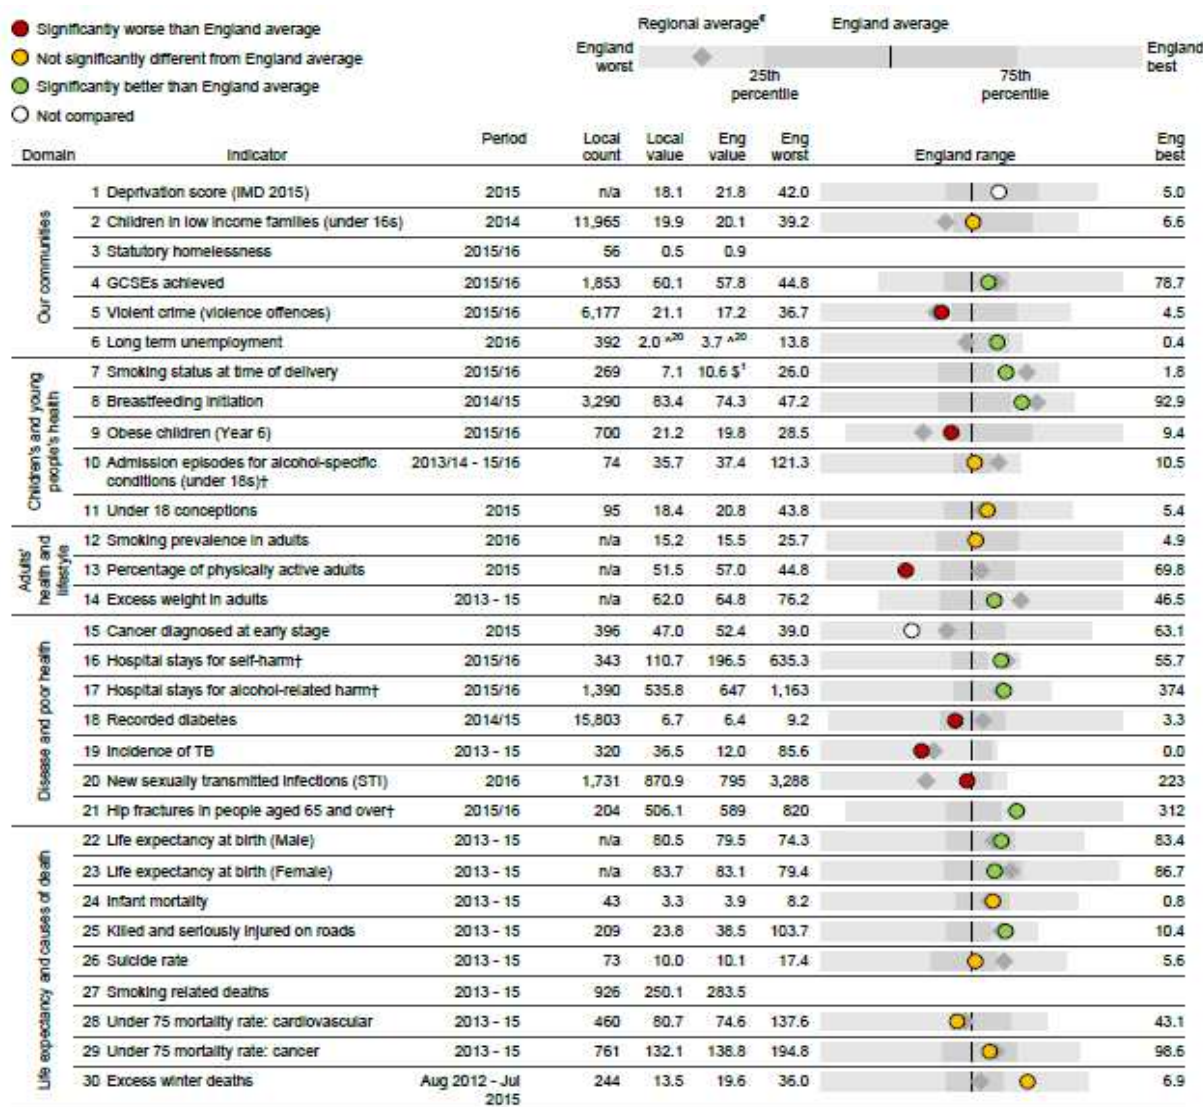 Significantly worse than England average
Not significantly different from England average
Significantly better than England average
Not compared
Regional average€ England average
England worst England best
25th percentile 75th percentile
Domain Indicator Period Local count Local value Eng value Eng worst England range Eng best
Our communities
1 Deprivation score (IMD 2015) 2015 n/a 18.1 21.8 42.0 5.0
2 Children in low income families (under 16s) 2014 11,965 19.9 20.1 39.2 6.6
3 Statutory homelessness 2015/16 56 0.5 0.9
4 GCSEs achieved 2015/16 1,853 60.1 57.8 44.8 78.7
5 Violent crime (violence offences) 2015/16 6,177 21.1 17.2 36.7 4.5
6 Long term unemployment 2016 392 2.0 ^20 3.7 ^20 13.8 0.4
Children's and young people's health
7 Smoking status at time of delivery 2015/16 269 7.1 10.6 $1 26.0 1.8
8 Breastfeeding initiation 2014/15 3,290 83.4 74.3 47.2 92.9
9 Obese children (Year 6) 2015/16 700 21.2 19.8 28.5 9.4
10 Admission episodes for alcohol-specific 2013/14 - 15/16 74 35.7 37.4 121.3 10.5
conditions (under 18s)†
11 Under 18 conceptions 2015 95 18.4 20.8 43.8 5.4
Adults' health and lifestyle
12 Smoking prevalence in adults 2016 n/a 15.2 15.5 25.7 4.9
13 Percentage of physically active adults 2015 n/a 51.5 57.0 44.8 69.8
14 Excess weight in adults 2013 - 15 n/a 62.0 64.8 76.2 46.5
Disease and poor health
15 Cancer diagnosed at early stage 2015 396 47.0 52.4 39.0 63.1
16 Hospital stays for self-harm† 2015/16 343 110.7 196.5 635.3 55.7
17 Hospital stays for alcohol-related harm† 2015/16 1,390 535.8 647 1,163 374
18 Recorded diabetes 2014/15 15,803 6.7 6.4 9.2 3.3
19 Incidence of TB 2013 - 15 320 36.5 12.0 85.6 0.0
20 New sexually transmitted infections (STI) 2016 1,731 870.9 795 3,288 223
21 Hip fractures in people aged 65 and over† 2015/16 204 506.1 589 820 312
Life expectancy and causes of death
22 Life expectancy at birth (Male) 2013 - 15 n/a 80.5 79.5 74.3 83.4
23 Life expectancy at birth (Female) 2013 - 15 n/a 83.7 83.1 79.4 86.7
24 Infant mortality 2013 - 15 43 3.3 3.9 8.2 0.8
25 Killed and seriously injured on roads 2013 - 15 209 23.8 38.5 103.7 10.4
26 Suicide rate 2013 - 15 73 10.0 10.1 17.4 5.6
27 Smoking related deaths 2013 - 15 926 250.1 283.5
28 Under 75 mortality rate: cardiovascular 2013 - 15 460 80.7 74.6 137.6 43.1
29 Under 75 mortality rate: cancer 2013 - 15 761 132.1 138.8 194.8 98.6
30 Excess winter deaths Aug 2012 - Jul 244 13.5 19.6 36.0 6.9
2015